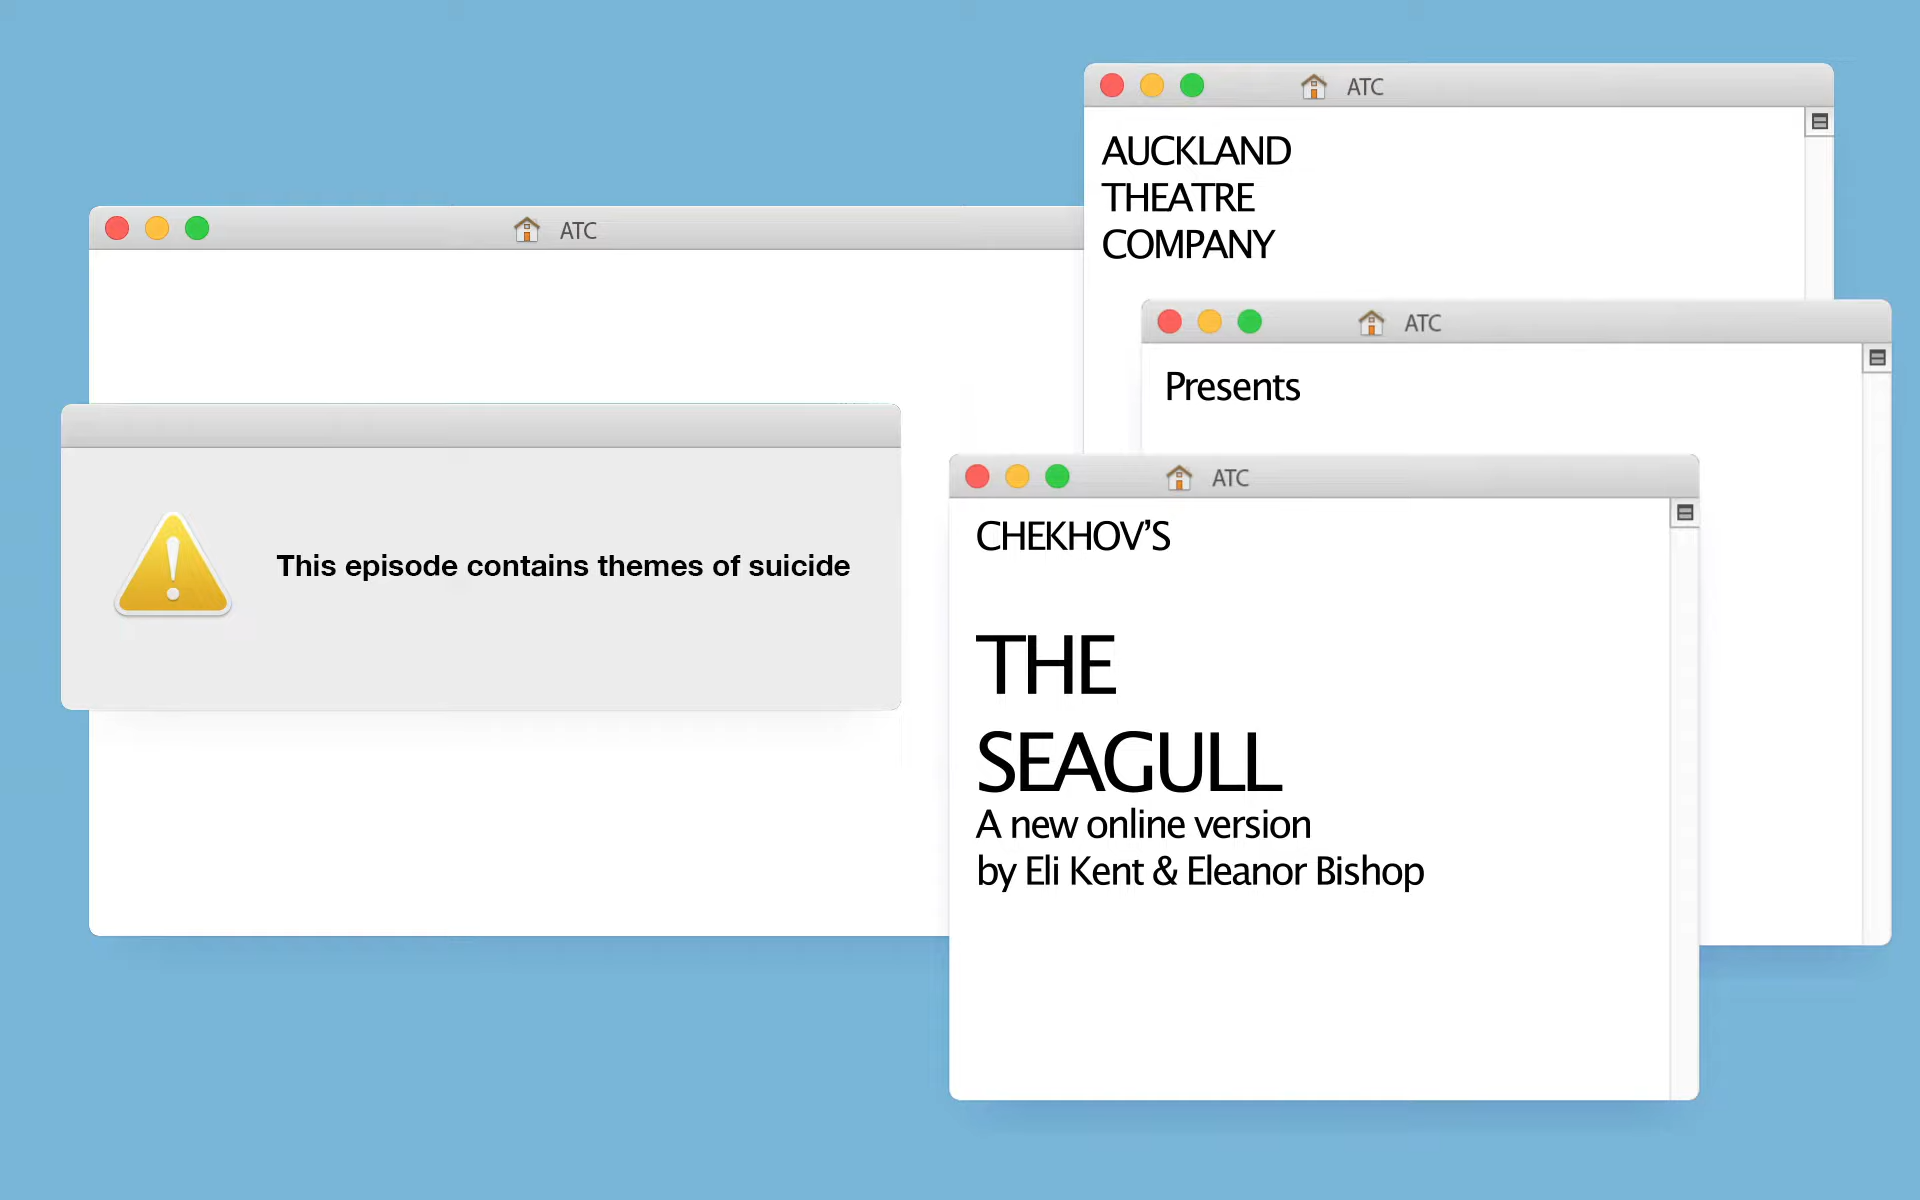 ATC
AUCKLAND
THEATRE
COMPANY
ATC
Presents
ATC
This episode contains themes of suicide
ATC
CHEKHOV’S
THE
SEAGULL
A new online version
by Eli Kent & Eleanor Bishop